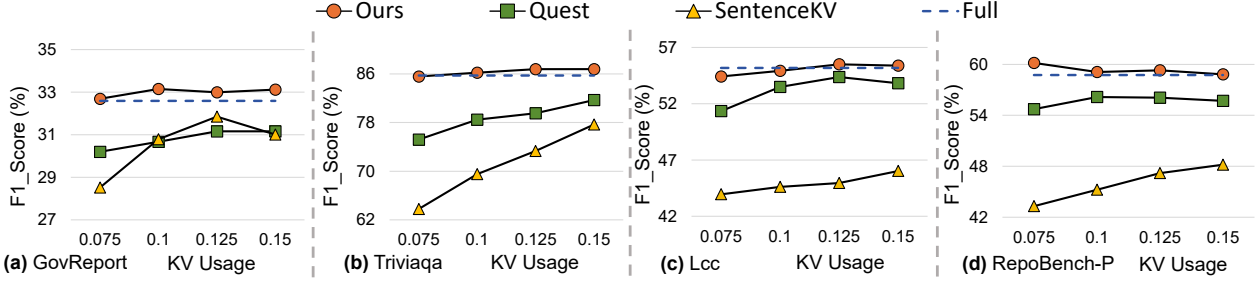 Ours Quest SentenceKV Full
F1_Score (%)
35
33
31
29
27
0.075 0.1 0.125 0.15
(a) GovReport KV Usage
F1_Score (%)
86
78
70
62
0.075 0.1 0.125 0.15
(b) Triviaqa KV Usage
F1_Score (%)
57
52
47
42
0.075 0.1 0.125 0.15
(c) Lcc KV Usage
F1_Score (%)
60
54
48
42
0.075 0.1 0.125 0.15
(d) RepoBench-P KV Usage